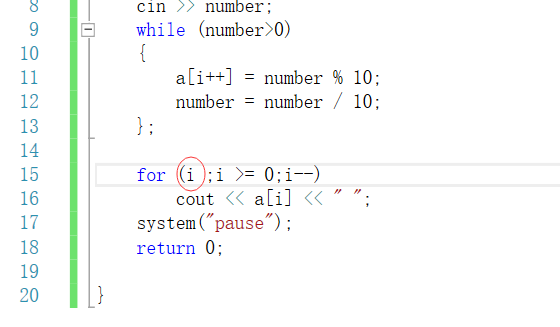 8 cin >> number;
9 while (number>0)
10 {
11 a[i++] = number % 10;
12 number = number / 10;
13 };
14
15 for (i ;i >= 0;i--)
16 cout << a[i] << " ";
17 system("pause");
18 return 0;
19
20 }